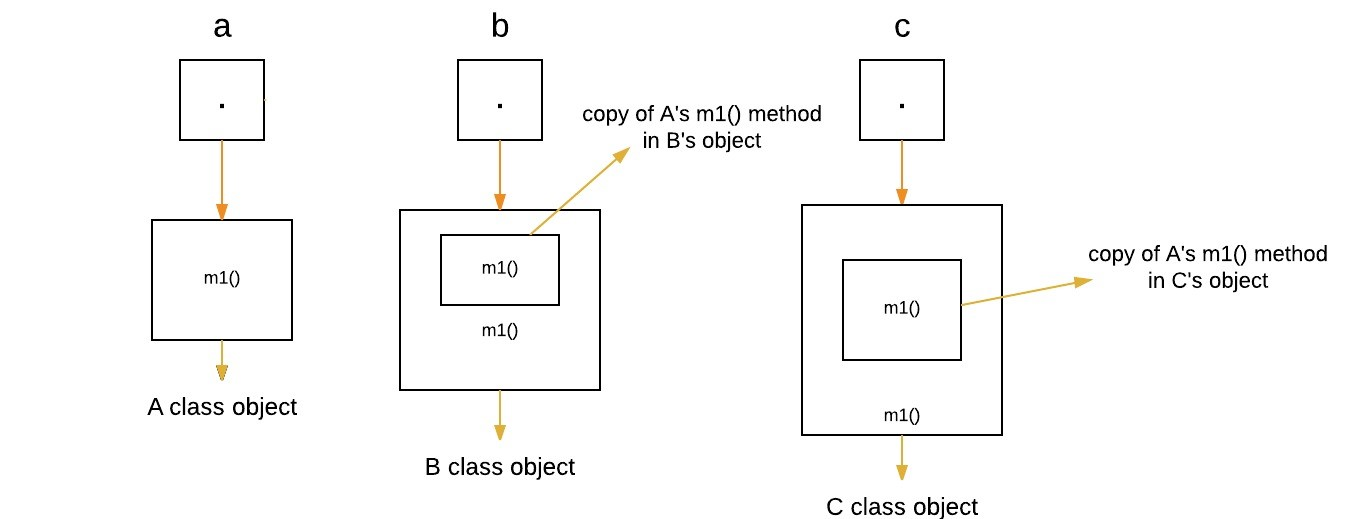 a
b
c
.
.
.
copy of A's m1() method
in B's object
m1()
m1()
m1()
copy of A's m1() method
in C's object
m1()
m1()
A class object
B class object
C class object